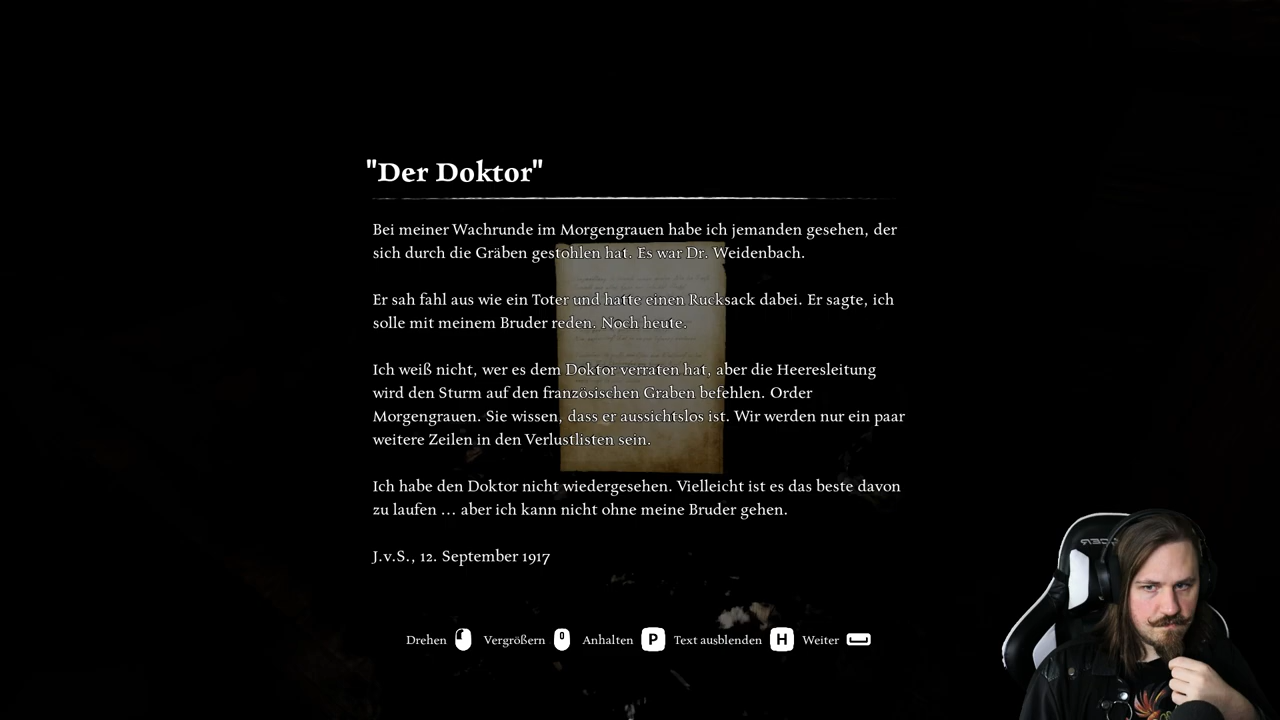 "Der Doktor"
Bei meiner Wachrunde im Morgengrauen habe ich jemanden gesehen, der
sich durch die Gräben gestohlen hat. Es war Dr. Weidenbach.
Er sah fahl aus wie ein Toter und hatte einen Rucksack dabei. Er sagte, ich
solle mit meinem Bruder reden. Noch heute.
Ich weiß nicht, wer es dem Doktor verraten hat, aber die Heeresleitung
wird den Sturm auf den französischen Graben befehlen. Order
Morgengrauen. Sie wissen, dass er aussichtslos ist. Wir werden nur ein paar
weitere Zeilen in den Verlustlisten sein.
Ich habe den Doktor nicht wiedergesehen. Vielleicht ist es das beste davon
zu laufen ... aber ich kann nicht ohne meine Bruder gehen.
J.v.S., 12. September 1917
Drehen Vergrößern 0 Anhalten P Text ausblenden H Weiter